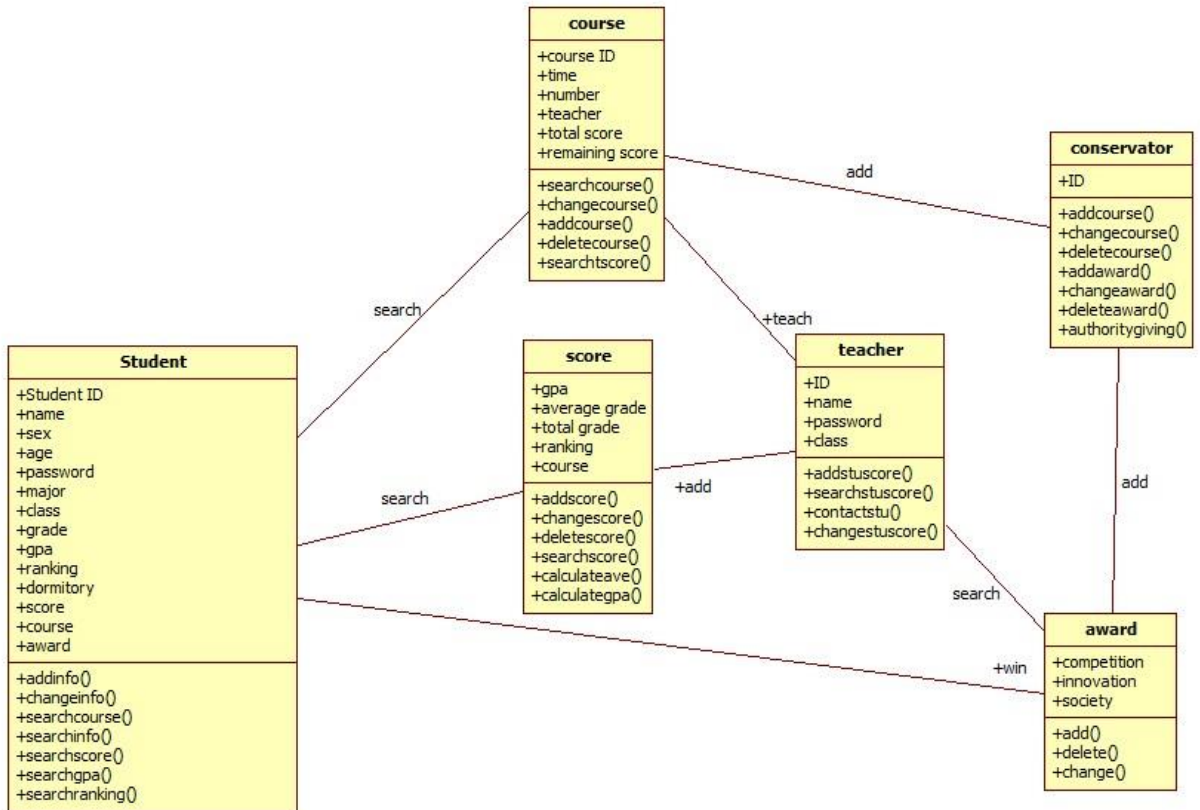 course
+course ID
+time
+number
+teacher
+total score
+remaining score
+searchcourse()
+changecourse()
+addcourse()
+deletecourse()
+searchtscore()
add
conservator
+ID
+addcourse()
+changecourse()
+deletecourse()
+addaward()
+changeaward()
+deleteaward()
+authoritygiving()
search
+teach
Student
+Student ID
+name
+sex
+age
+password
+major
+class
+grade
+gpa
+ranking
+dormitory
+score
+course
+award
+addinfo()
+changeinfo()
+searchcourse()
+searchinfo()
+searchscore()
+searchgpa()
+searchranking()
search
score
+gpa
+average grade
+total grade
+ranking
+course
+addscore()
+changescore()
+deletescore()
+searchscore()
+calculateave()
+calculategpa()
+add
teacher
+ID
+name
+password
+class
+addstuscore()
+searchstuscore()
+contactstu()
+changestuscore()
add
search
+win
award
+competition
+innovation
+society
+add()
+delete()
+change()